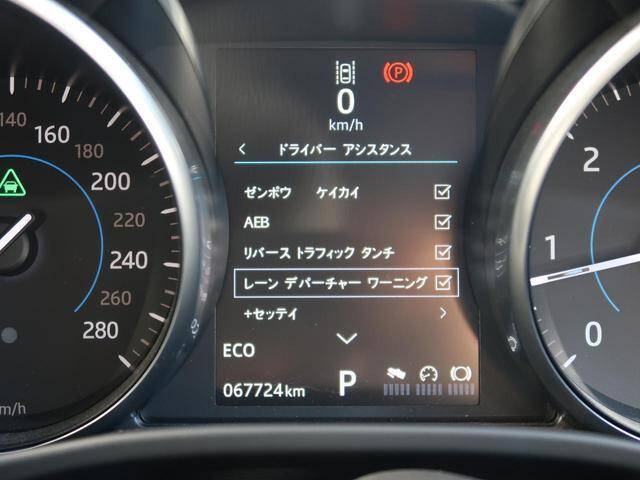 0
km/h
ドライバー アシスタンス
ゼンポウ ケイカイ
AEB
リバース トラフィック タンチ
レーン デパーチャー ワーニング
+セッテイ
ECO
067724km
P
140
160
180
200
220
240
260
280
m/h
2
1
0